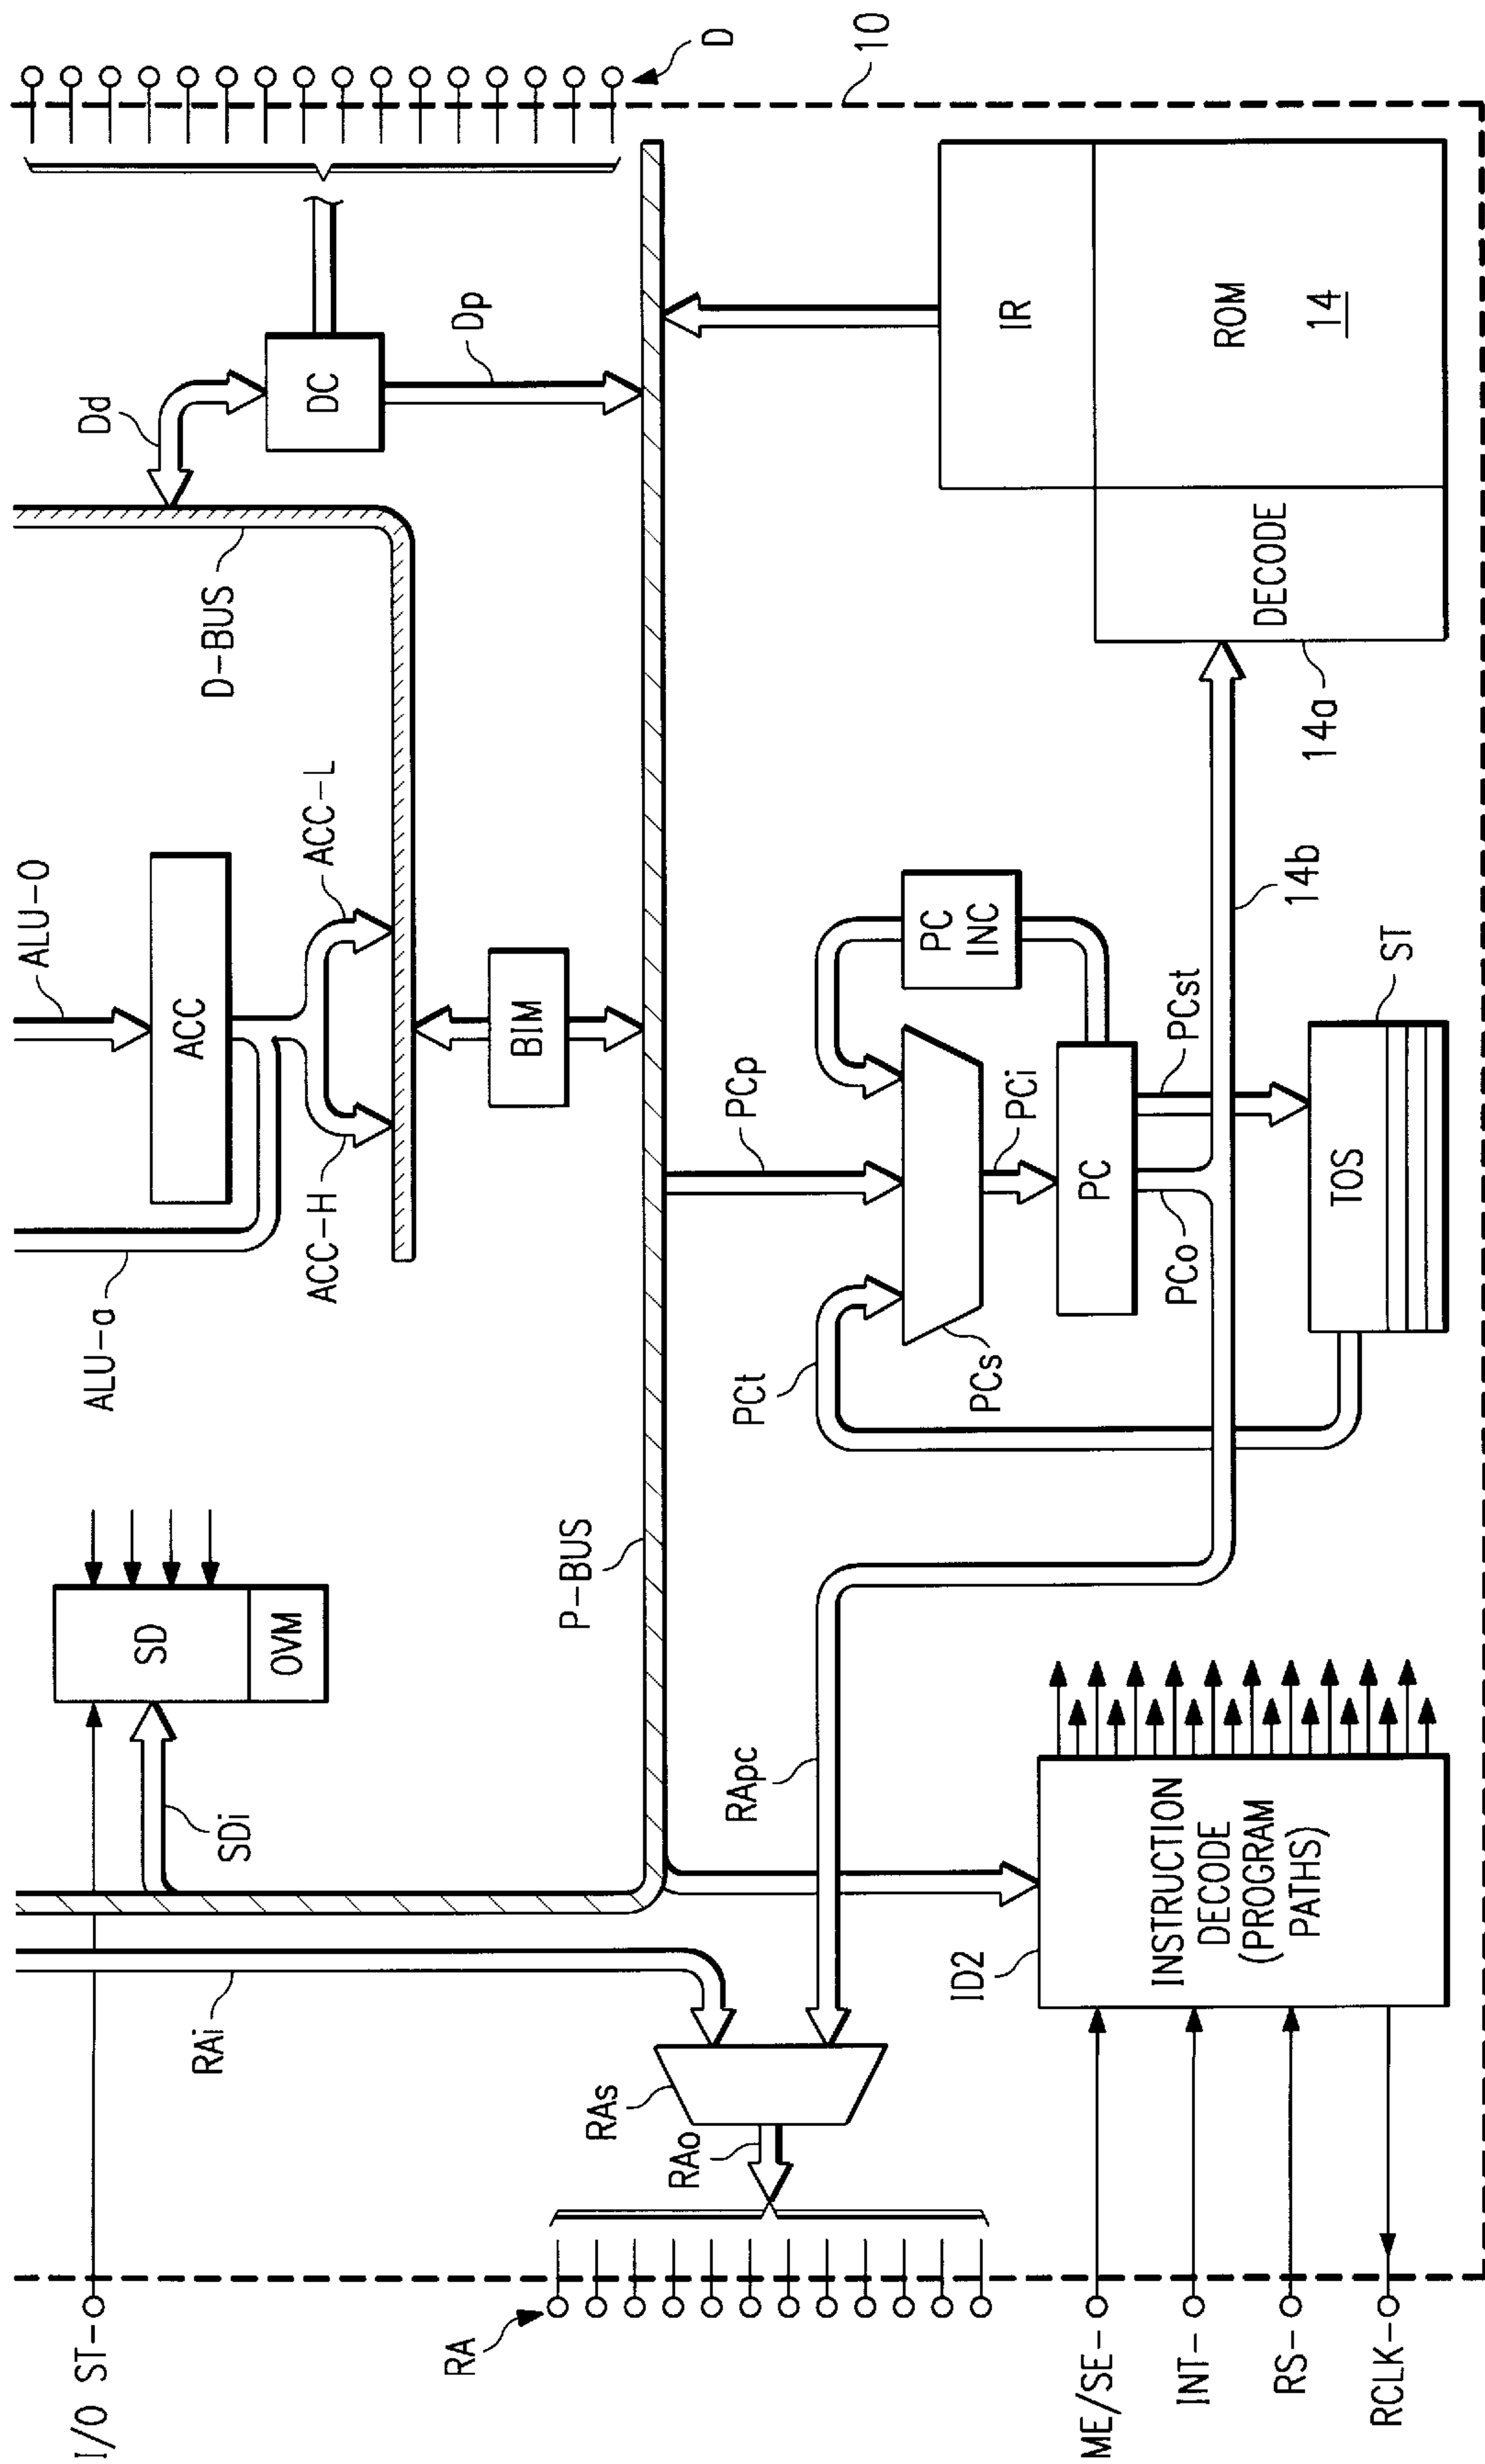 I/O ST-
RAi
SDi
SD
OVM
ALU-a
ALU-O
ACC
ACC-H
ACC-L
D-BUS
Dd
DC
Dp
D
10
BIM
P-BUS
RA
RAo
RAs
RApc
PCt
PCp
PCs
PCi
PC
INC
PC
PCo
PCst
14b
TOS
ST
IR
ROM
14
DECODE
14a
ID2
INSTRUCTION
DECODE
(PROGRAM
PATHS)
ME/SE-
INT-
RS-
RCLK-